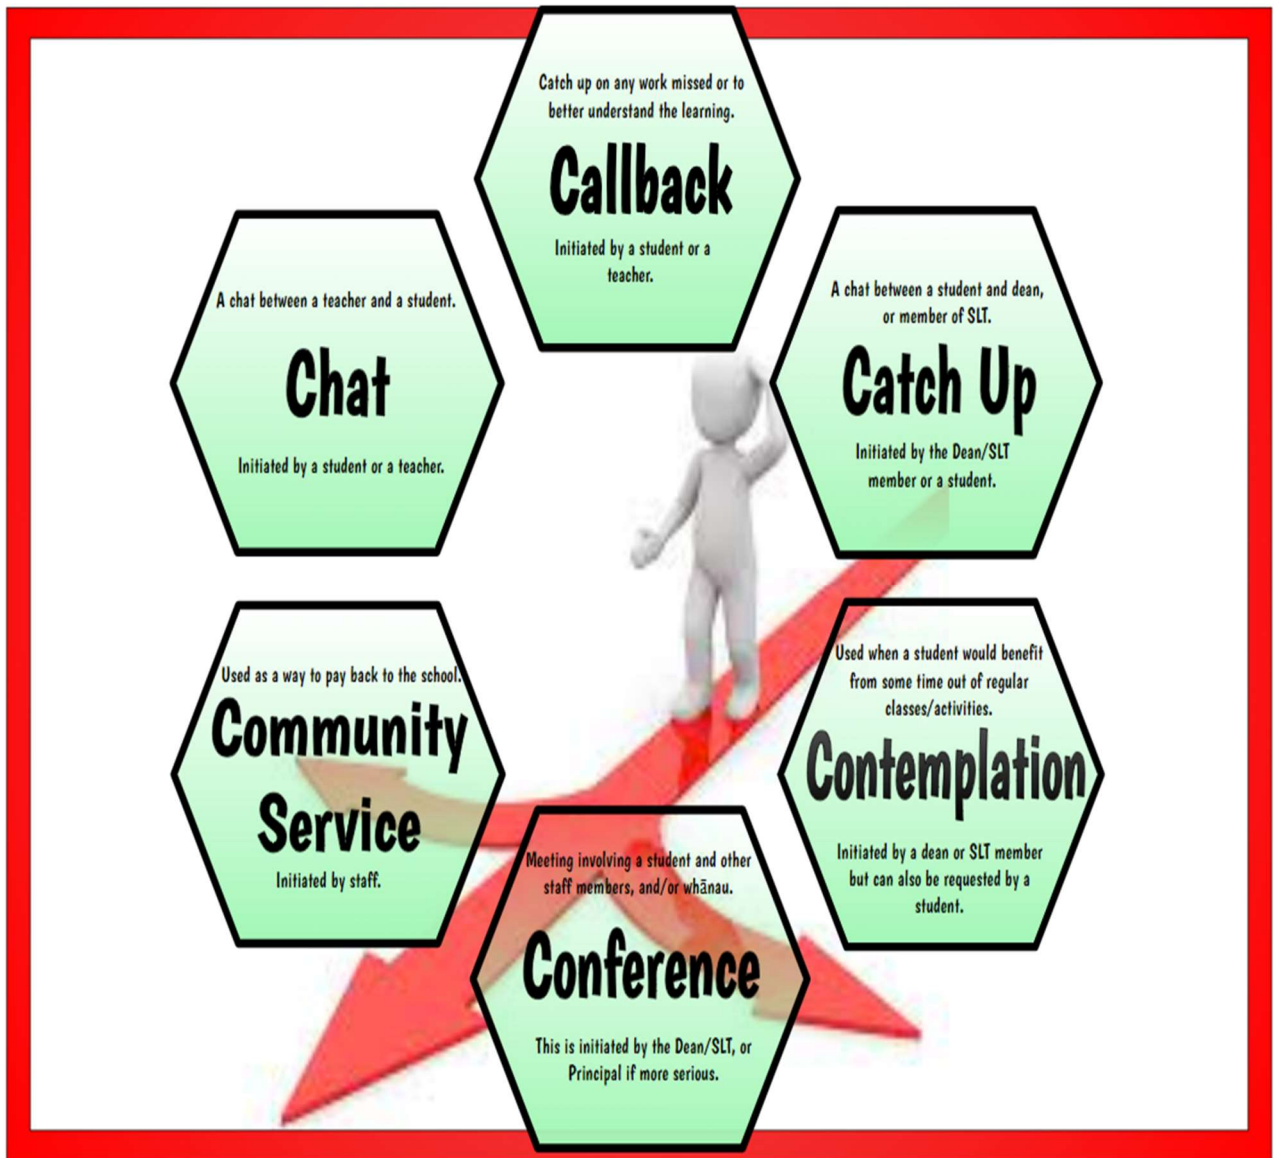 Catch up on any work missed or to
better understand the learning.
Callback
Initiated by a student or a
teacher.
A chat between a teacher and a student.
Chat
Initiated by a student or a teacher.
A chat between a student and dean,
or member of SLT.
Catch Up
Initiated by the Dean/SLT
member or a student.
Used as a way to pay back to the school.
Community
Service
Initiated by staff.
Used when a student would benefit
from some time out of regular
classes/activities.
Contemplation
Initiated by a dean or SLT member
but can also be requested by a
student.
Meeting involving a student and other
staff members, and/or whānau.
Conference
This is initiated by the Dean/SLT, or
Principal if more serious.